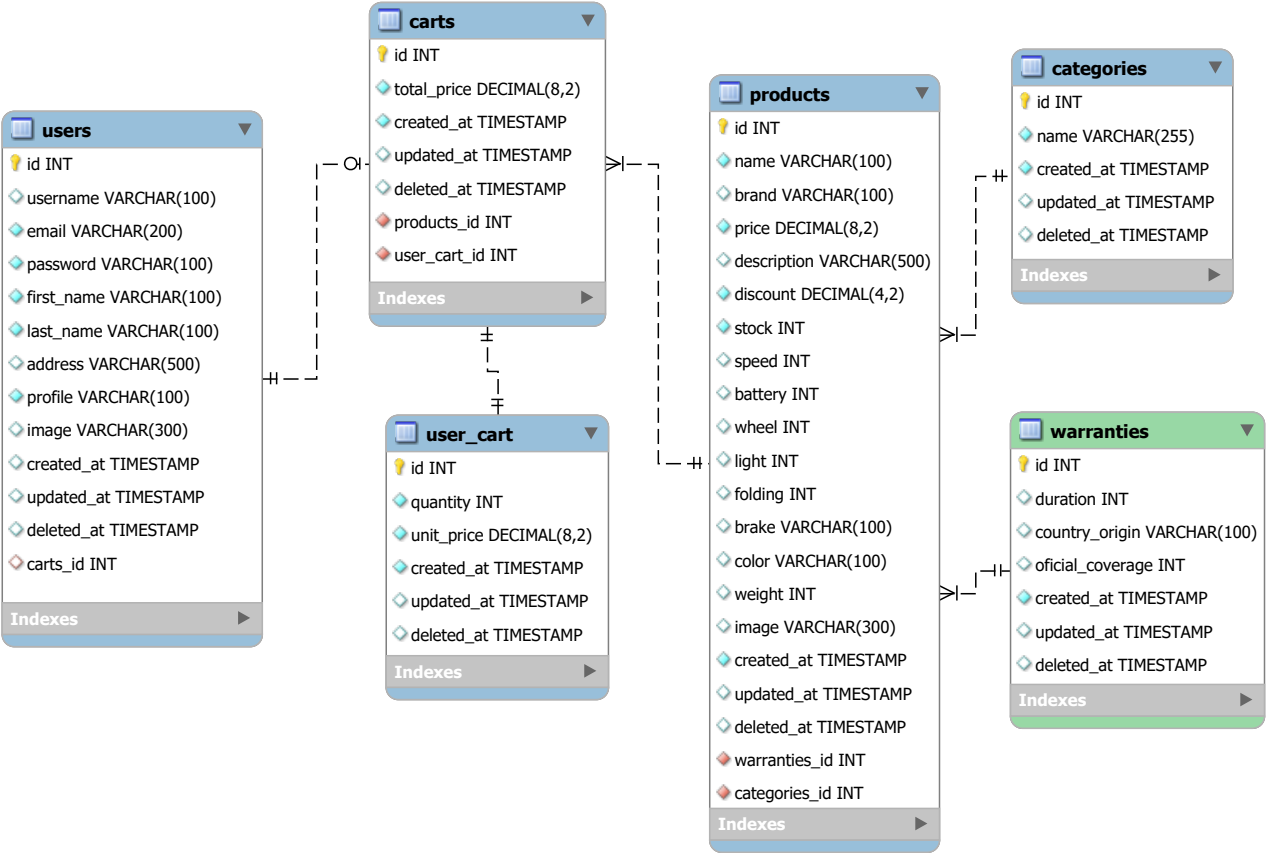 users
id INT
username VARCHAR(100)
email VARCHAR(200)
password VARCHAR(100)
first_name VARCHAR(100)
last_name VARCHAR(100)
address VARCHAR(500)
profile VARCHAR(100)
image VARCHAR(300)
created_at TIMESTAMP
updated_at TIMESTAMP
deleted_at TIMESTAMP
carts_id INT
Indexes
carts
id INT
total_price DECIMAL(8,2)
created_at TIMESTAMP
updated_at TIMESTAMP
deleted_at TIMESTAMP
products_id INT
user_cart_id INT
Indexes
user_cart
id INT
quantity INT
unit_price DECIMAL(8,2)
created_at TIMESTAMP
updated_at TIMESTAMP
deleted_at TIMESTAMP
Indexes
products
id INT
name VARCHAR(100)
brand VARCHAR(100)
price DECIMAL(8,2)
description VARCHAR(500)
discount DECIMAL(4,2)
stock INT
speed INT
battery INT
wheel INT
light INT
folding INT
brake VARCHAR(100)
color VARCHAR(100)
weight INT
image VARCHAR(300)
created_at TIMESTAMP
updated_at TIMESTAMP
deleted_at TIMESTAMP
warranties_id INT
categories_id INT
Indexes
categories
id INT
name VARCHAR(255)
created_at TIMESTAMP
updated_at TIMESTAMP
deleted_at TIMESTAMP
Indexes
warranties
id INT
duration INT
country_origin VARCHAR(100)
oficial_coverage INT
created_at TIMESTAMP
updated_at TIMESTAMP
deleted_at TIMESTAMP
Indexes